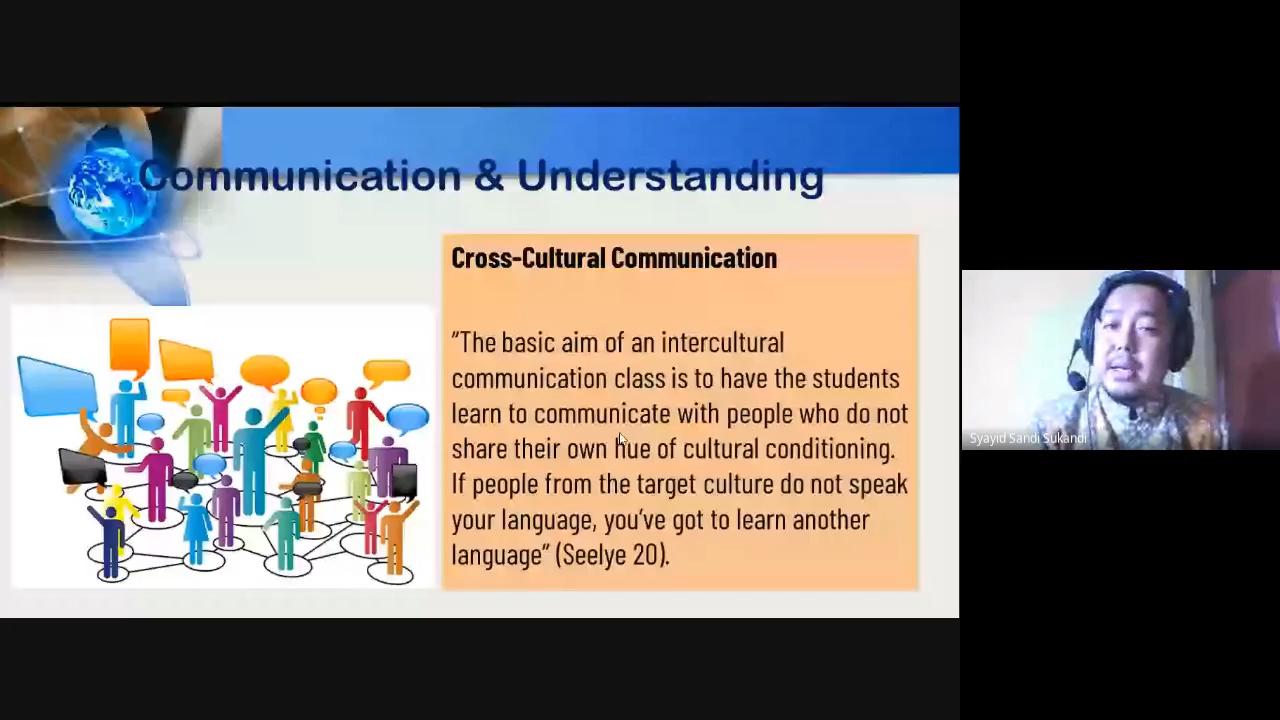 Communication & Understanding
Cross-Cultural Communication
"The basic aim of an intercultural
communication class is to have the students
learn to communicate with people who do not
share their own hue of cultural conditioning.
If people from the target culture do not speak
your language, you've got to learn another
language" (Seelye 20).
Syayid Sandi Sukandi